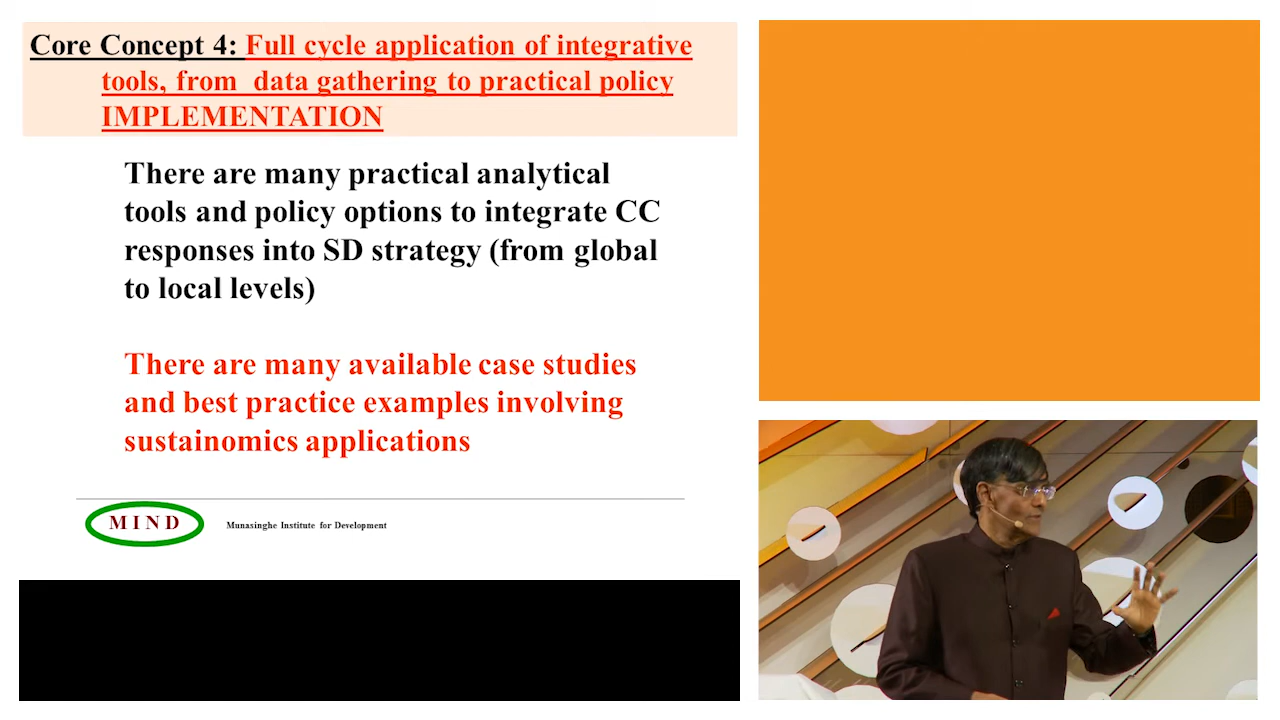 Core Concept 4: Full cycle application of integrative
tools, from data gathering to practical policy
IMPLEMENTATION
There are many practical analytical
tools and policy options to integrate CC
responses into SD strategy (from global
to local levels)
There are many available case studies
and best practice examples involving
sustainomics applications
MIND
Munasinghe Institute for Development